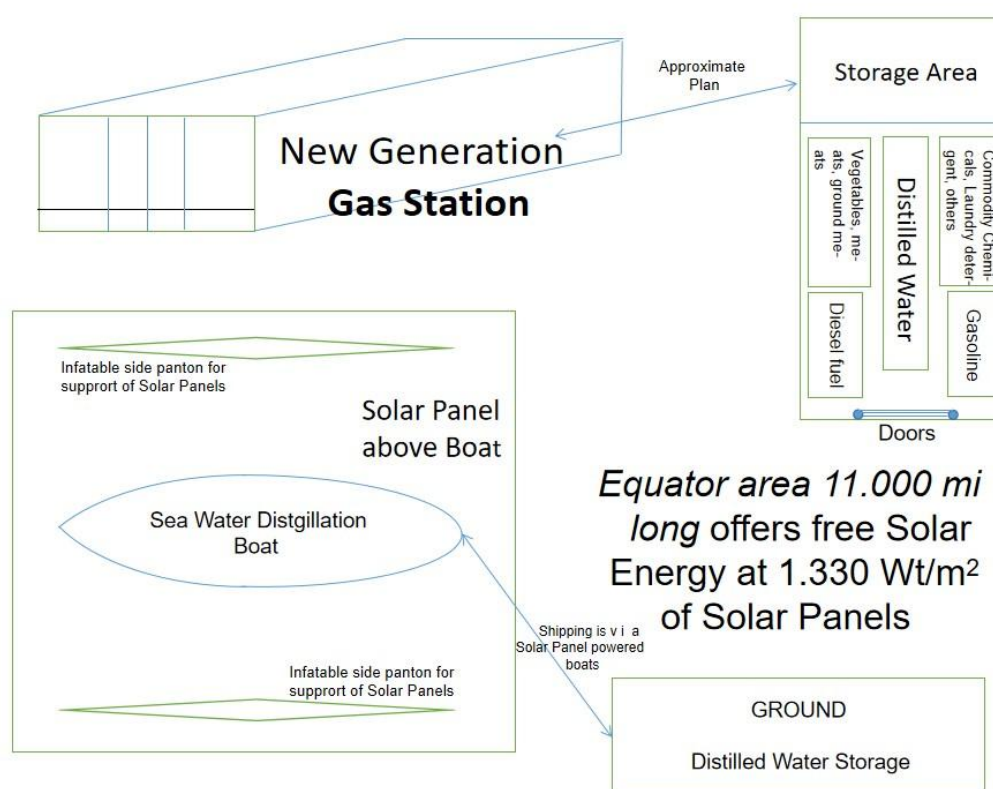 Approximate
Plan
Storage Area
New Generation
Gas Station
Vegetables, me-
ats, ground me-
ats
Distilled Water
Commodity Chemi-
cals, Laundry deter-
gent, others
Diesel fuel
Gasoline
Doors
Infatable side panton for
supprort of Solar Panels
Solar Panel
above Boat
Sea Water Distgillation
Boat
Equator area 11.000 mi
long offers free Solar
Energy at 1.330 Wt/m²
of Solar Panels
Shipping is v i a
Solar Panel powered
boats
Infatable side panton for
supprort of Solar Panels
GROUND
Distilled Water Storage